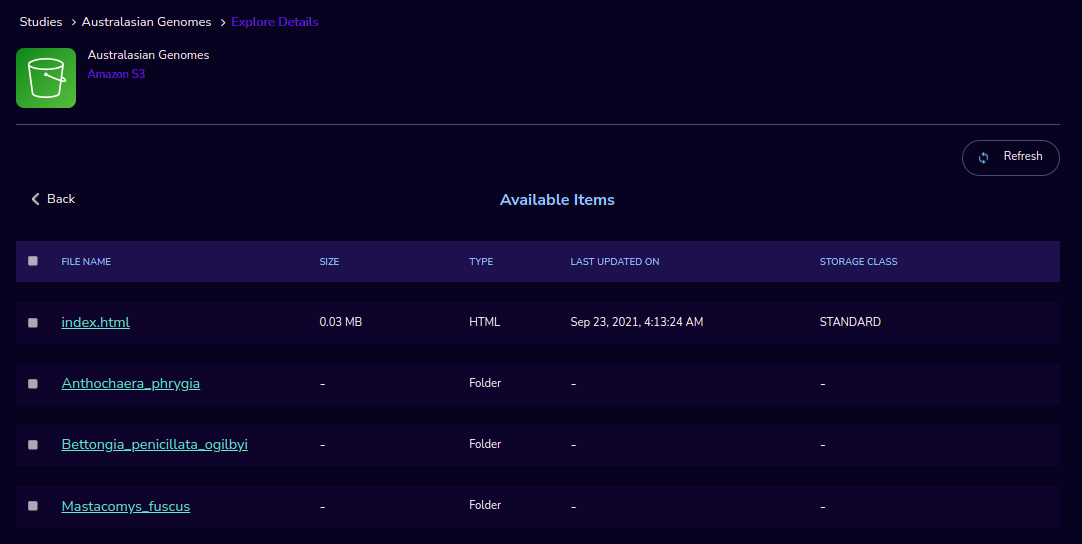 Studies > Australasian Genomes > Explore Details
Australasian Genomes
Amazon S3
Refresh
Back
Available Items
FILE NAME SIZE TYPE LAST UPDATED ON STORAGE CLASS
index.html 0.03 MB HTML Sep 23, 2021, 4:13:24 AM STANDARD
Anthochaera_phrygia - Folder - -
Bettongia_penicillata_ogilbyi - Folder - -
Mastacomys_fuscus - Folder - -